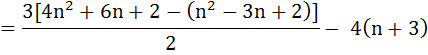 = 3[4n² + 6n + 2 − (n² − 3n + 2)] / 2 − 4(n + 3)